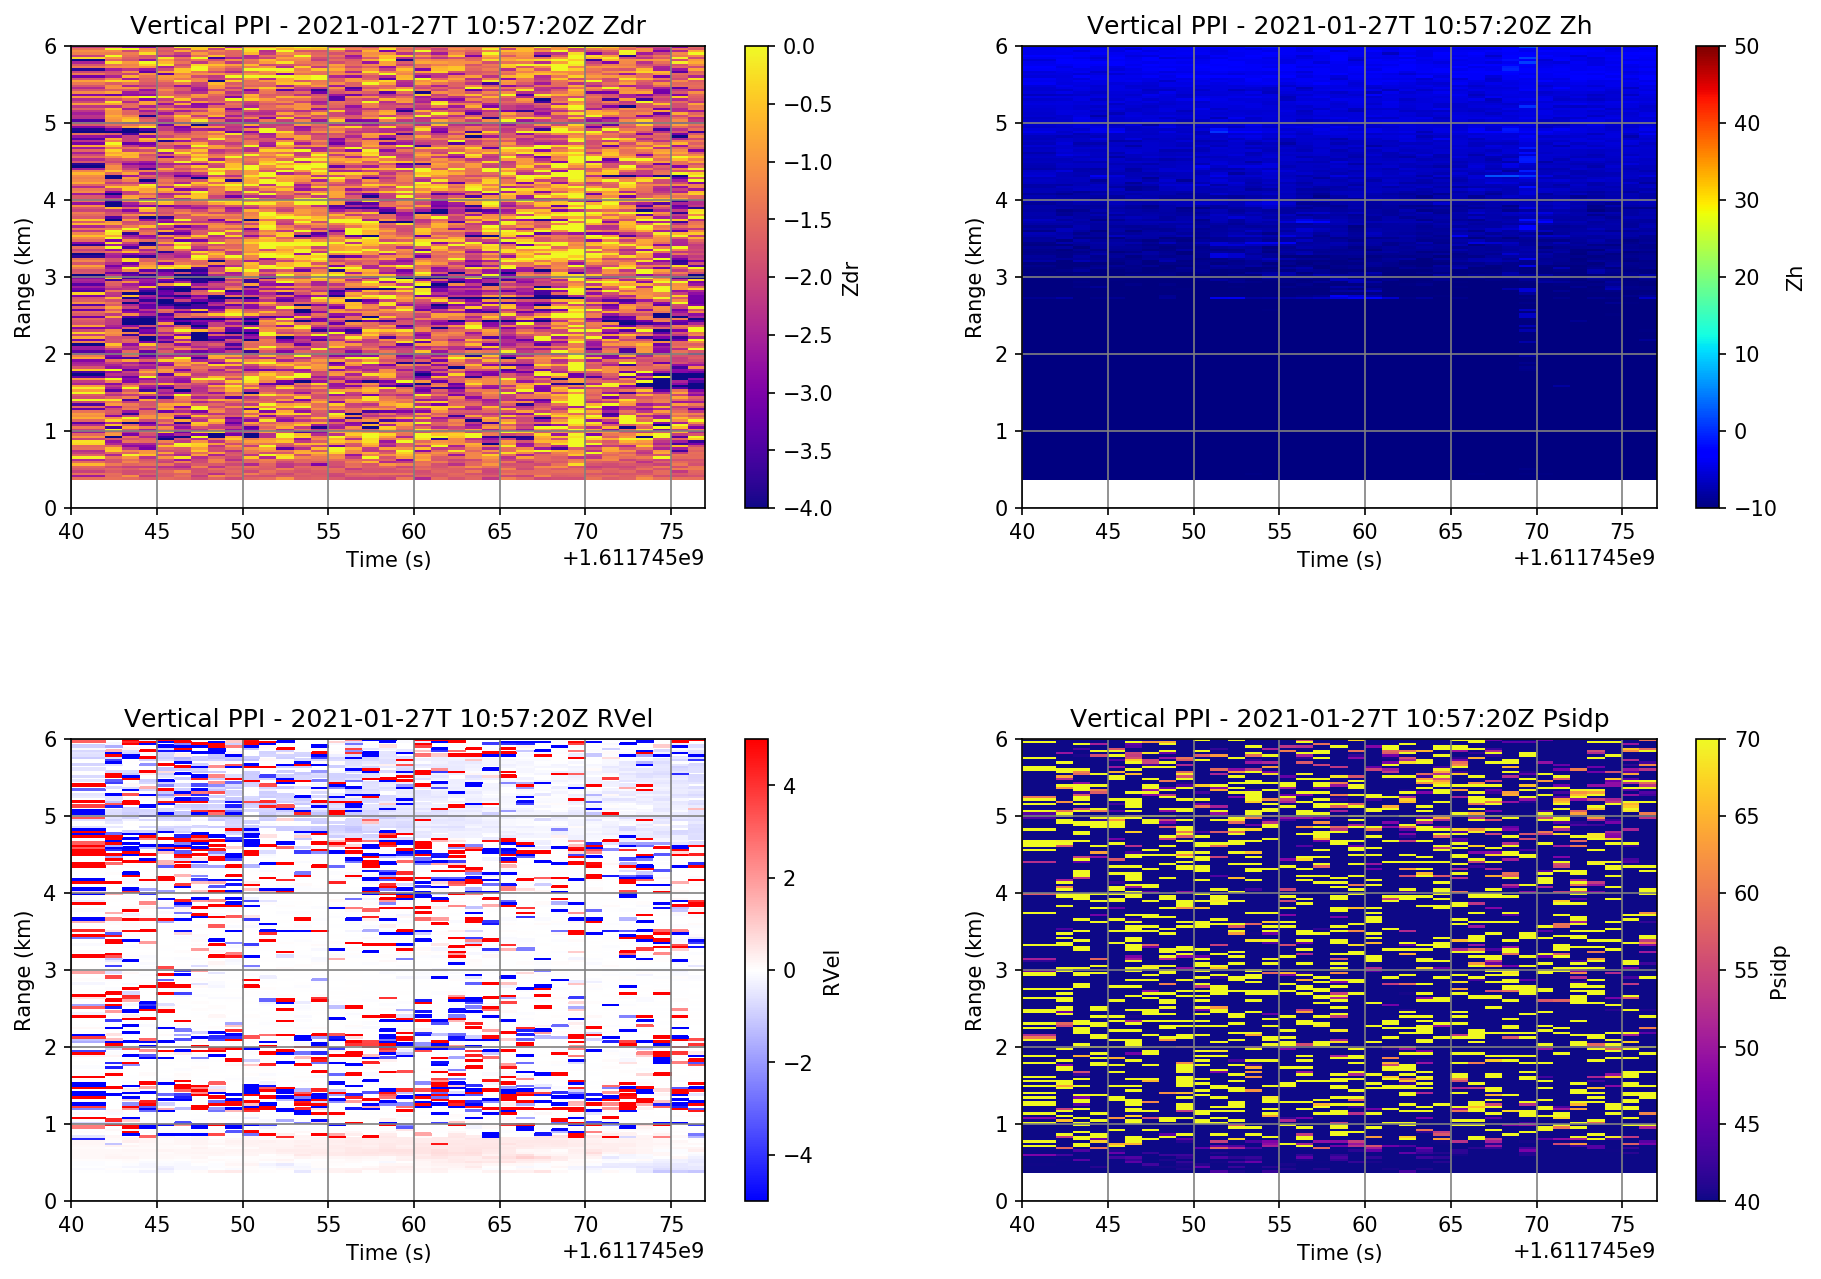 Vertical PPI - 2021-01-27T 10:57:20Z Zdr
6
5
4
3
2
1
0
Range (km)
40 45 50 55 60 65 70 75
Time (s)
+1.611745e9
0.0
−0.5
−1.0
−1.5
−2.0
−2.5
−3.0
−3.5
−4.0
Zdr
Vertical PPI - 2021-01-27T 10:57:20Z Zh
6
5
4
3
2
1
0
Range (km)
40 45 50 55 60 65 70 75
Time (s)
+1.611745e9
50
40
30
20
10
0
−10
Zh
Vertical PPI - 2021-01-27T 10:57:20Z RVel
6
5
4
3
2
1
0
Range (km)
40 45 50 55 60 65 70 75
Time (s)
+1.611745e9
4
2
0
−2
−4
RVel
Vertical PPI - 2021-01-27T 10:57:20Z Psidp
6
5
4
3
2
1
0
Range (km)
40 45 50 55 60 65 70 75
Time (s)
+1.611745e9
70
65
60
55
50
45
40
Psidp